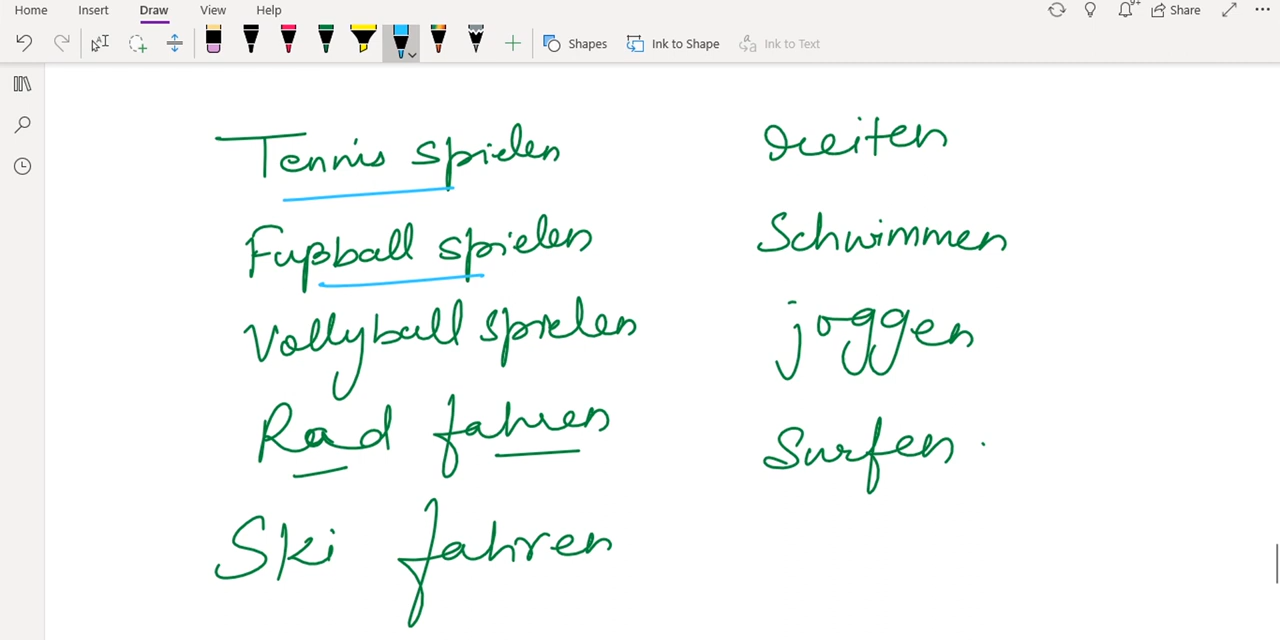 Home Insert Draw View Help
Share
Shapes Ink to Shape Ink to Text
Tennis spielen
Fußball spielen
Vollyball spielen
Rad fahren
Ski fahren
reiten
Schwimmen
joggen
Surfen.